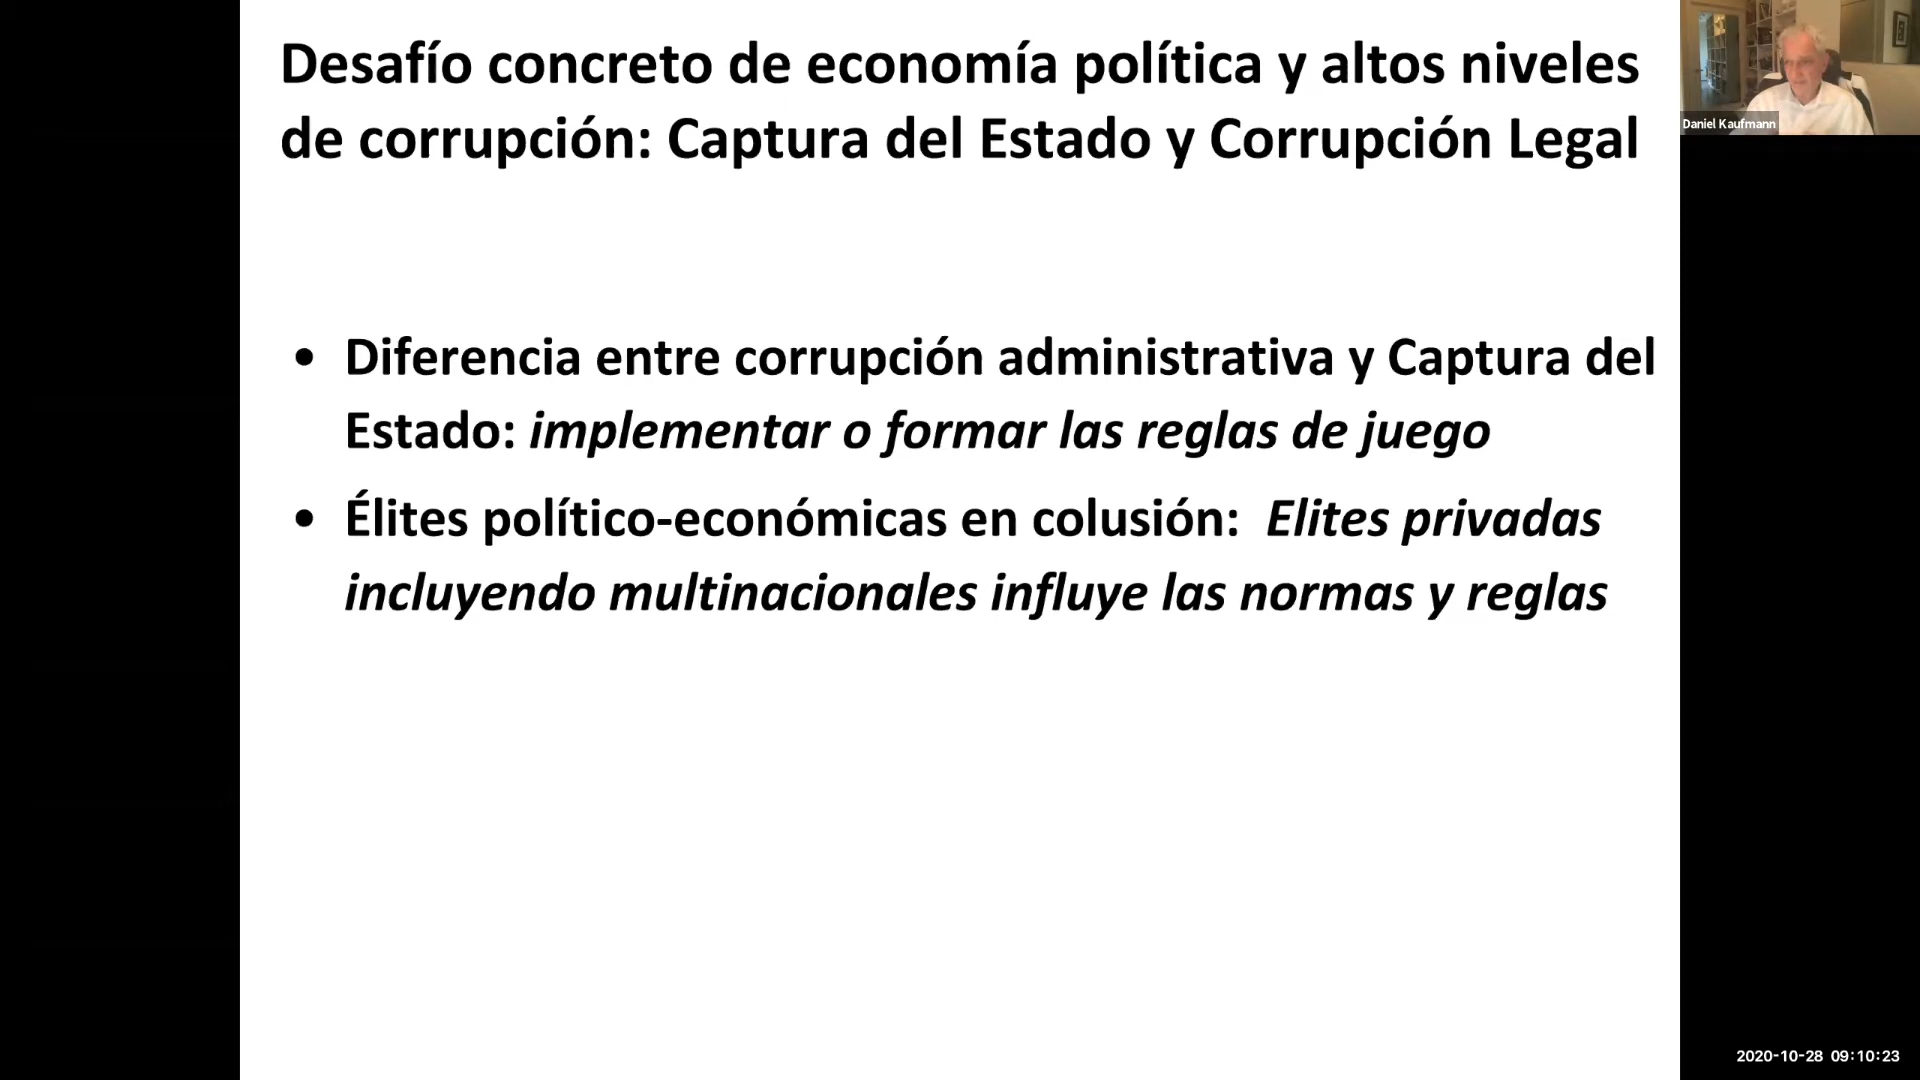 Desafío concreto de economía política y altos niveles
de corrupción: Captura del Estado y Corrupción Legal
Daniel Kaufmann
• Diferencia entre corrupción administrativa y Captura del
Estado: implementar o formar las reglas de juego
• Élites político-económicas en colusión: Elites privadas
incluyendo multinacionales influye las normas y reglas
2020-10-28 09:10:23